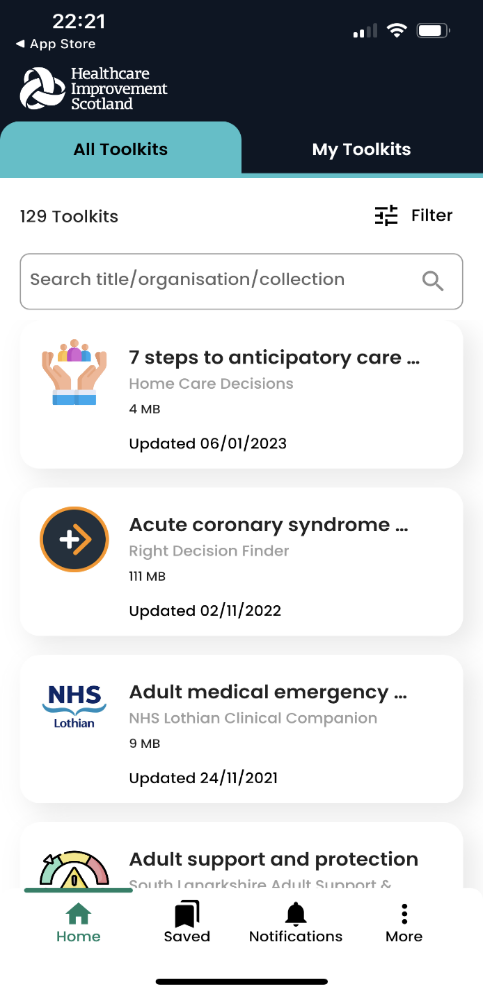 22:21
◀ App Store
Healthcare
Improvement
Scotland
All Toolkits
My Toolkits
129 Toolkits
Filter
Search title/organisation/collection
7 steps to anticipatory care ...
Home Care Decisions
4 MB
Updated 06/01/2023
Acute coronary syndrome ...
Right Decision Finder
111 MB
Updated 02/11/2022
NHS
Lothian
Adult medical emergency ...
NHS Lothian Clinical Companion
9 MB
Updated 24/11/2021
Adult support and protection
South Lanarkshire Adult Support &
Home
Saved
Notifications
More